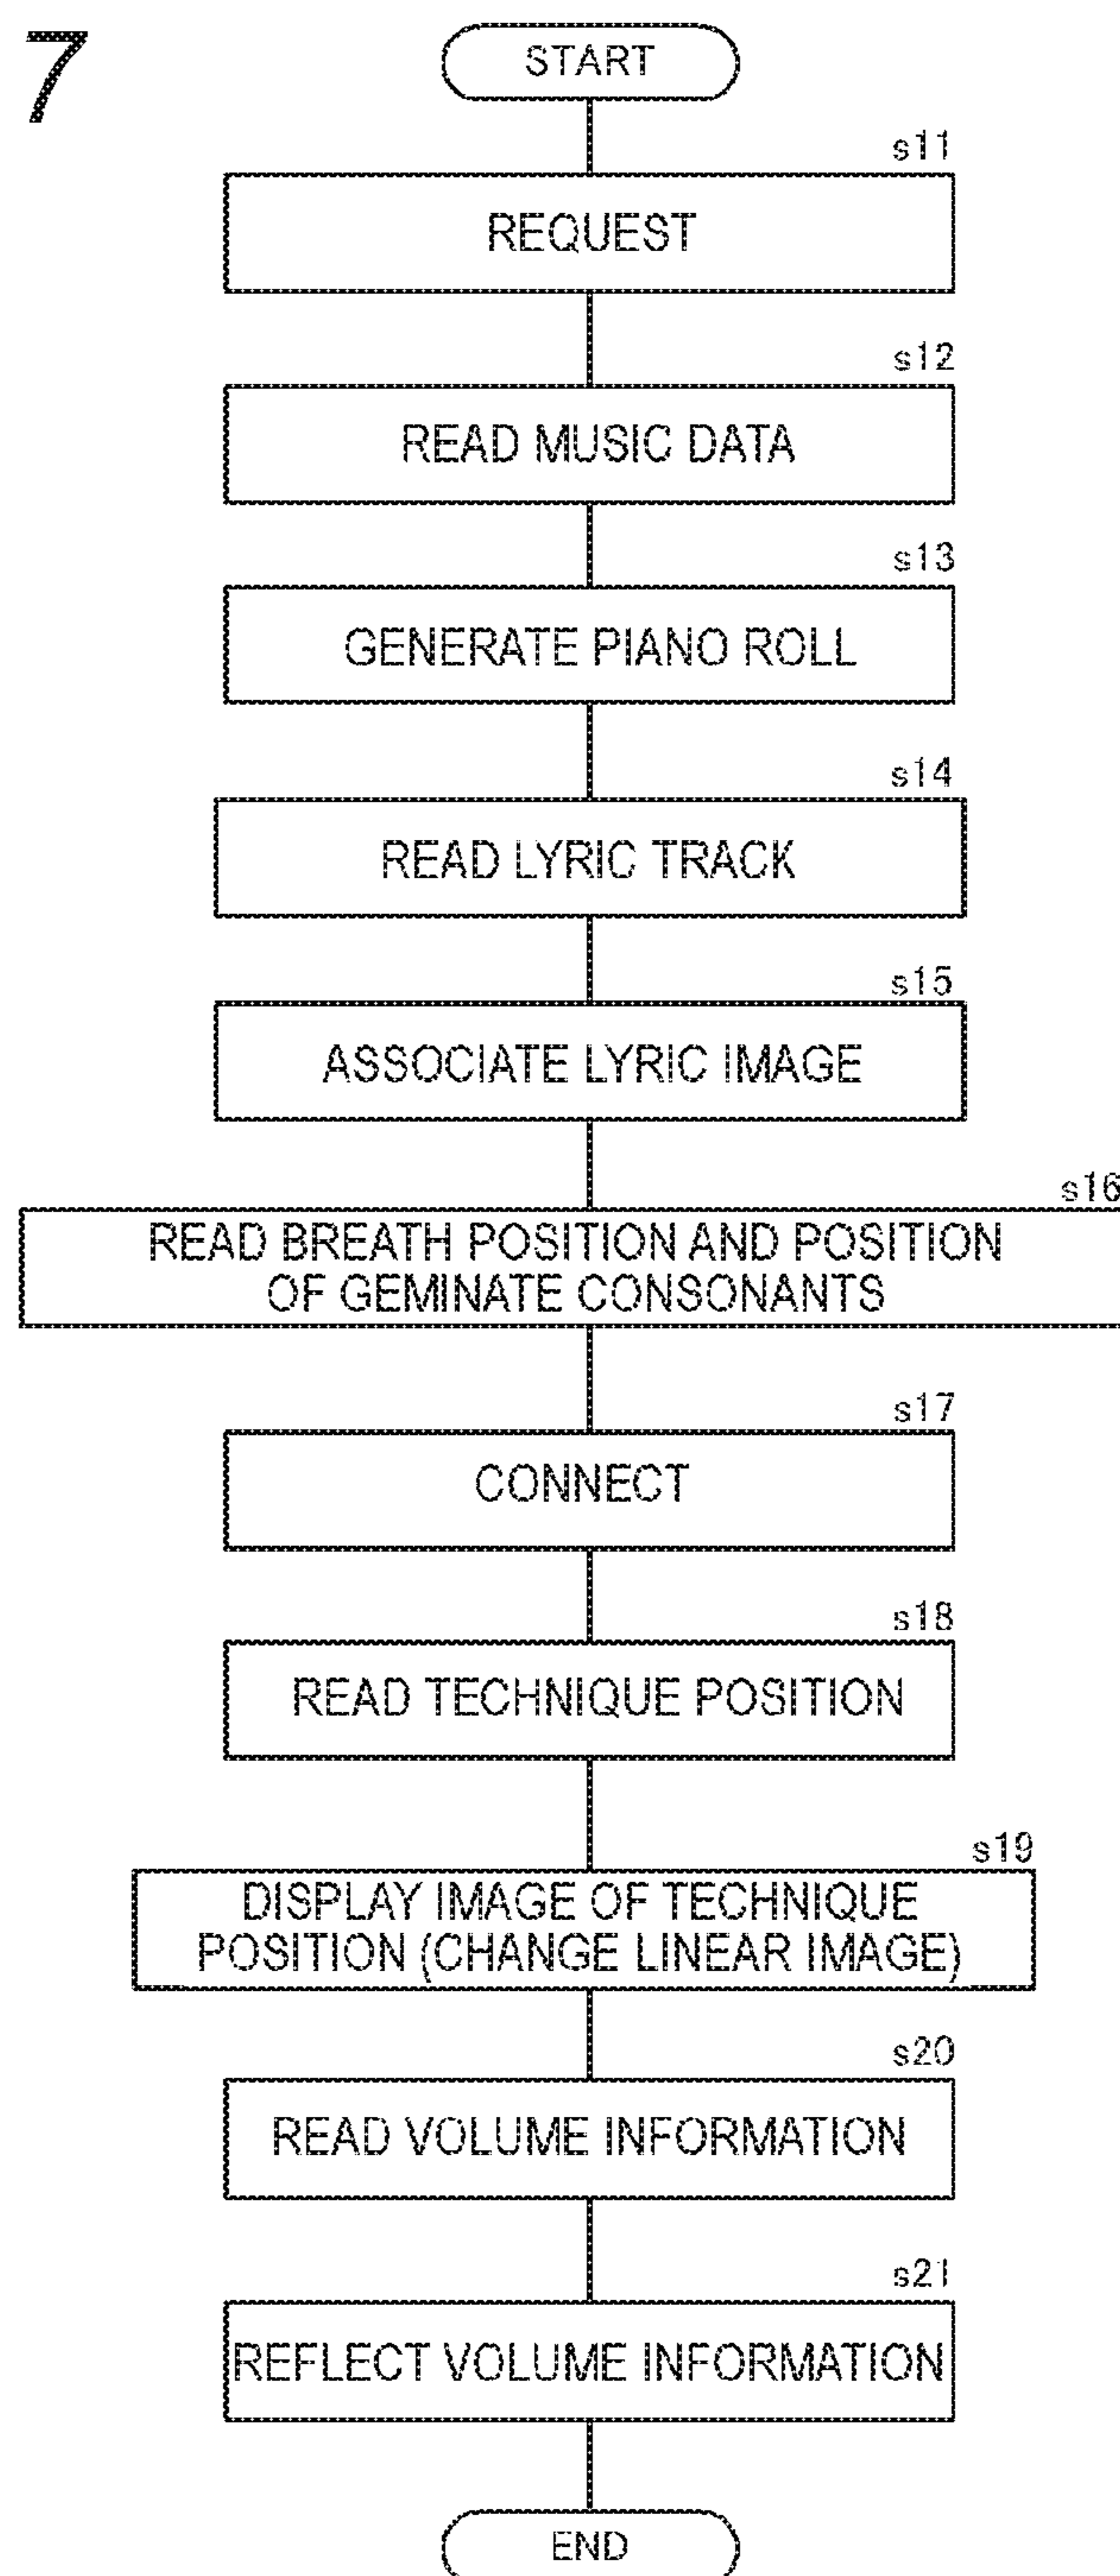 7
START
s11
REQUEST
s12
READ MUSIC DATA
s13
GENERATE PIANO ROLL
s14
READ LYRIC TRACK
s15
ASSOCIATE LYRIC IMAGE
s16
READ BREATH POSITION AND POSITION
OF GEMINATE CONSONANTS
s17
CONNECT
s18
READ TECHNIQUE POSITION
s19
DISPLAY IMAGE OF TECHNIQUE
POSITION (CHANGE LINEAR IMAGE)
s20
READ VOLUME INFORMATION
s21
REFLECT VOLUME INFORMATION
END